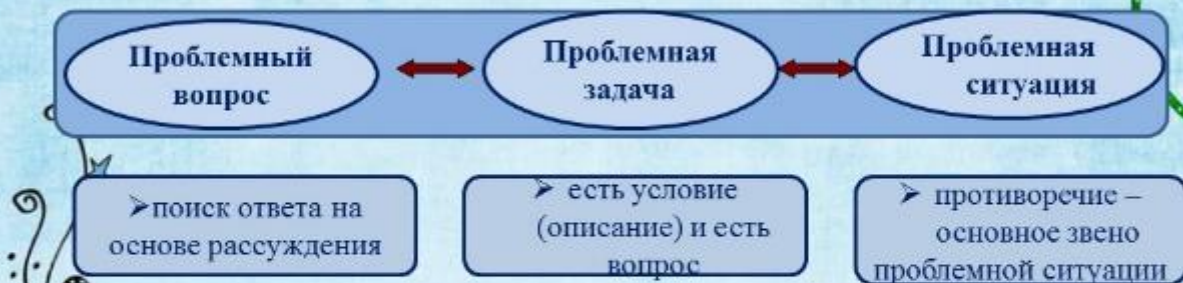 Проблемный
вопрос
Проблемная
задача
Проблемная
ситуация
➢поиск ответа на
основе рассуждения
➢ есть условие
(описание) и есть
вопрос
➢ противоречие –
основное звено
проблемной ситуации